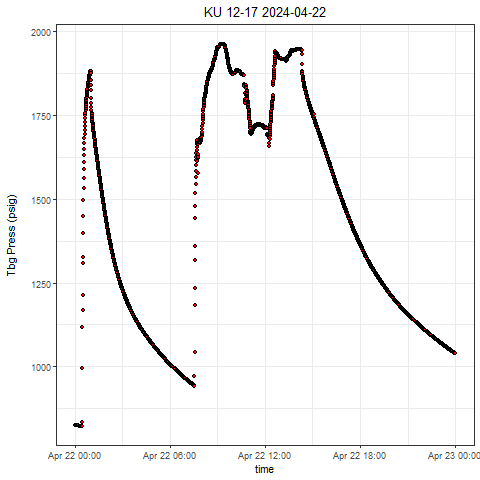 KU 12-17 2024-04-22
2000
1750
1500
1250
1000
Tbg Press (psig)
Apr 22 00:00 Apr 22 06:00 Apr 22 12:00 Apr 22 18:00 Apr 23 00:00
time